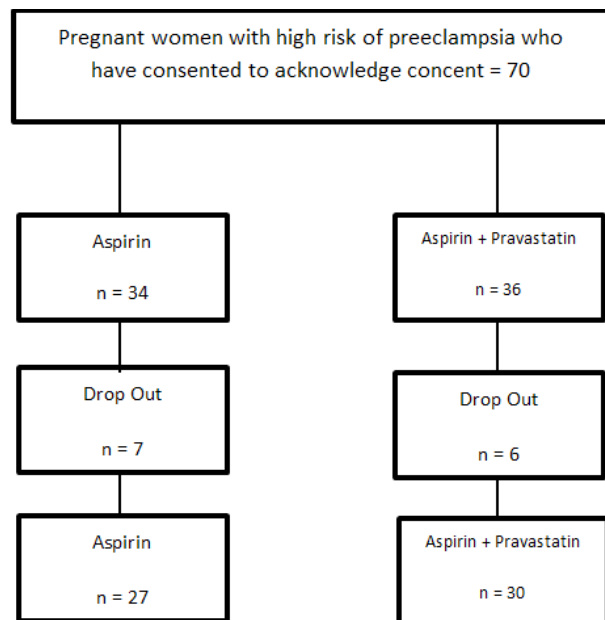 Pregnant women with high risk of preeclampsia who
have consented to acknowledge concent = 70
Aspirin
n = 34
Aspirin + Pravastatin
n = 36
Drop Out
n = 7
Drop Out
n = 6
Aspirin
n = 27
Aspirin + Pravastatin
n = 30